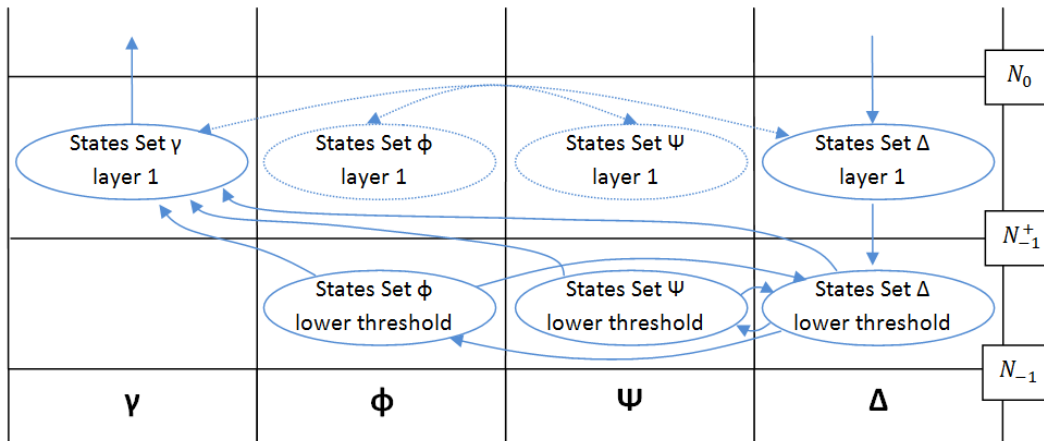 N₀
States Set γ
layer 1
States Set ϕ
layer 1
States Set Ψ
layer 1
States Set Δ
layer 1
N₋₁⁺
States Set ϕ
lower threshold
States Set Ψ
lower threshold
States Set Δ
lower threshold
N₋₁
γ
ϕ
Ψ
Δ